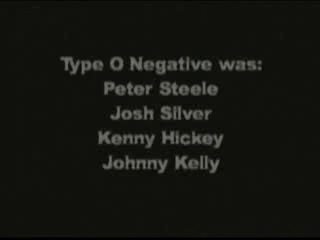 Type O Negative was:
Peter Steele
Josh Silver
Kenny Hickey
Johnny Kelly